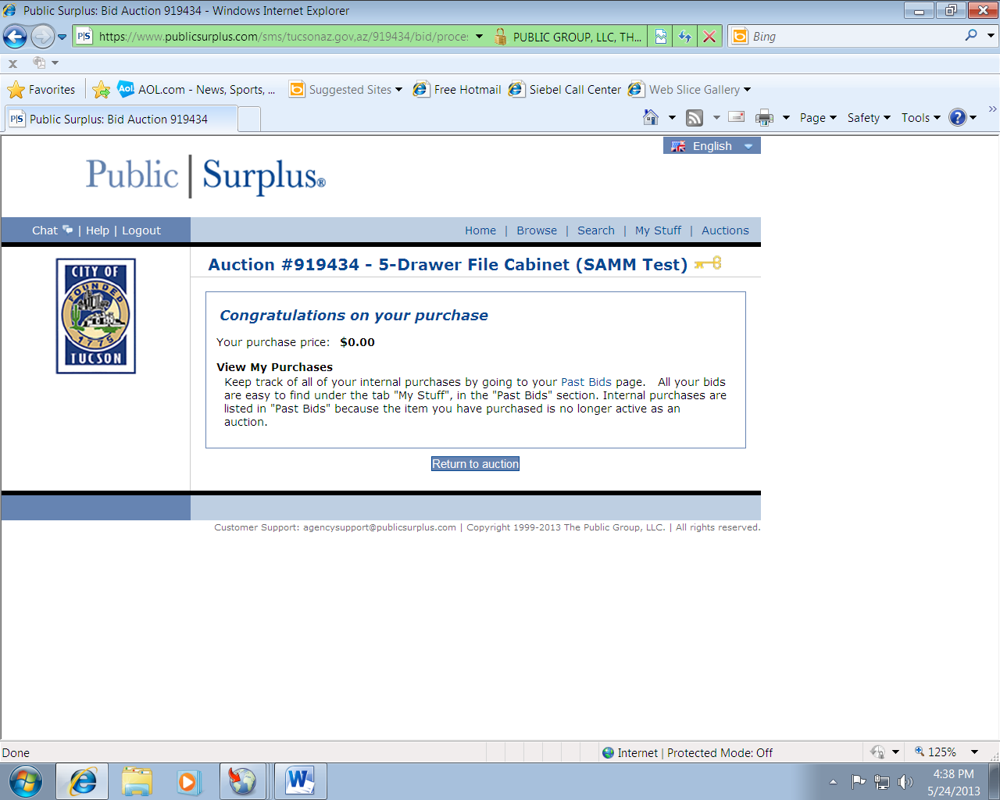 Public Surplus: Bid Auction 919434 - Windows Internet Explorer
P|S https://www.publicsurplus.com/sms/tucsonaz.gov,az/919434/bid/proce: PUBLIC GROUP, LLC, TH... Bing
x
Favorites Aol AOL.com - News, Sports, ... Suggested Sites Free Hotmail Siebel Call Center Web Slice Gallery
P|S Public Surplus: Bid Auction 919434 Page Safety Tools ? »
English
Public | Surplus®
Chat | Help | Logout Home | Browse | Search | My Stuff | Auctions
Auction #919434 - 5-Drawer File Cabinet (SAMM Test)
CITY OF
FOUNDED
1775
TUCSON
Congratulations on your purchase
Your purchase price: $0.00
View My Purchases
Keep track of all of your internal purchases by going to your Past Bids page. All your bids
are easy to find under the tab "My Stuff", in the "Past Bids" section. Internal purchases are
listed in "Past Bids" because the item you have purchased is no longer active as an
auction.
Return to auction
Customer Support: agencysupport@publicsurplus.com | Copyright 1999-2013 The Public Group, LLC. | All rights reserved.
Done Internet | Protected Mode: Off 125%
W 4:38 PM
5/24/2013